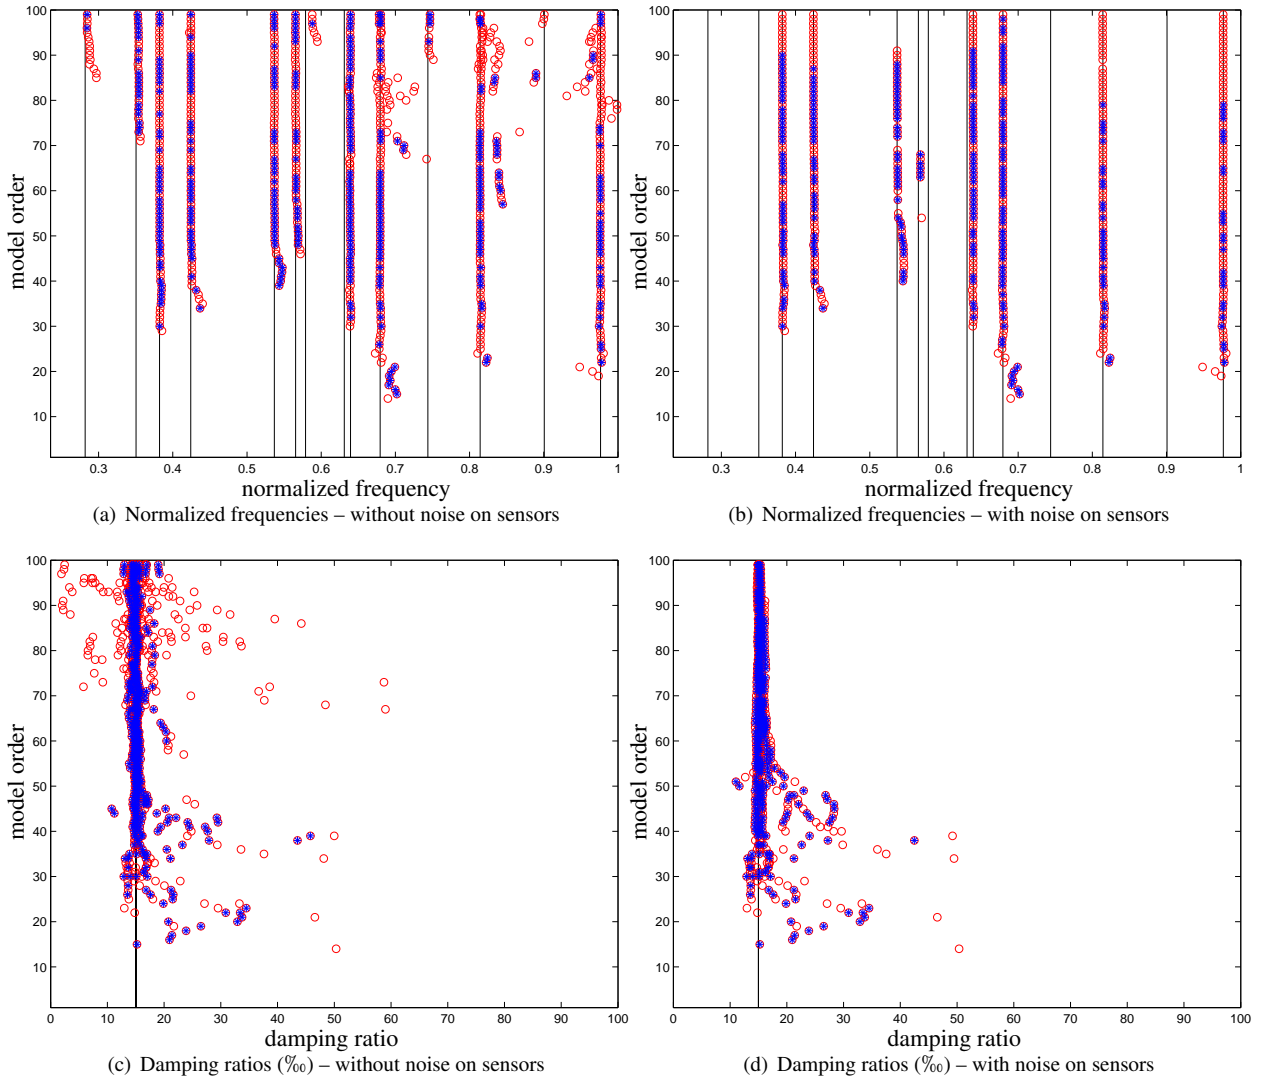 100
90
80
70
60
50
40
30
20
10
model order
0.3 0.4 0.5 0.6 0.7 0.8 0.9 1
normalized frequency
(a) Normalized frequencies – without noise on sensors
100
90
80
70
60
50
40
30
20
10
model order
0.3 0.4 0.5 0.6 0.7 0.8 0.9 1
normalized frequency
(b) Normalized frequencies – with noise on sensors
100
90
80
70
60
50
40
30
20
10
model order
0 10 20 30 40 50 60 70 80 90 100
damping ratio
(c) Damping ratios (‰) – without noise on sensors
100
90
80
70
60
50
40
30
20
10
model order
0 10 20 30 40 50 60 70 80 90 100
damping ratio
(d) Damping ratios (‰) – with noise on sensors